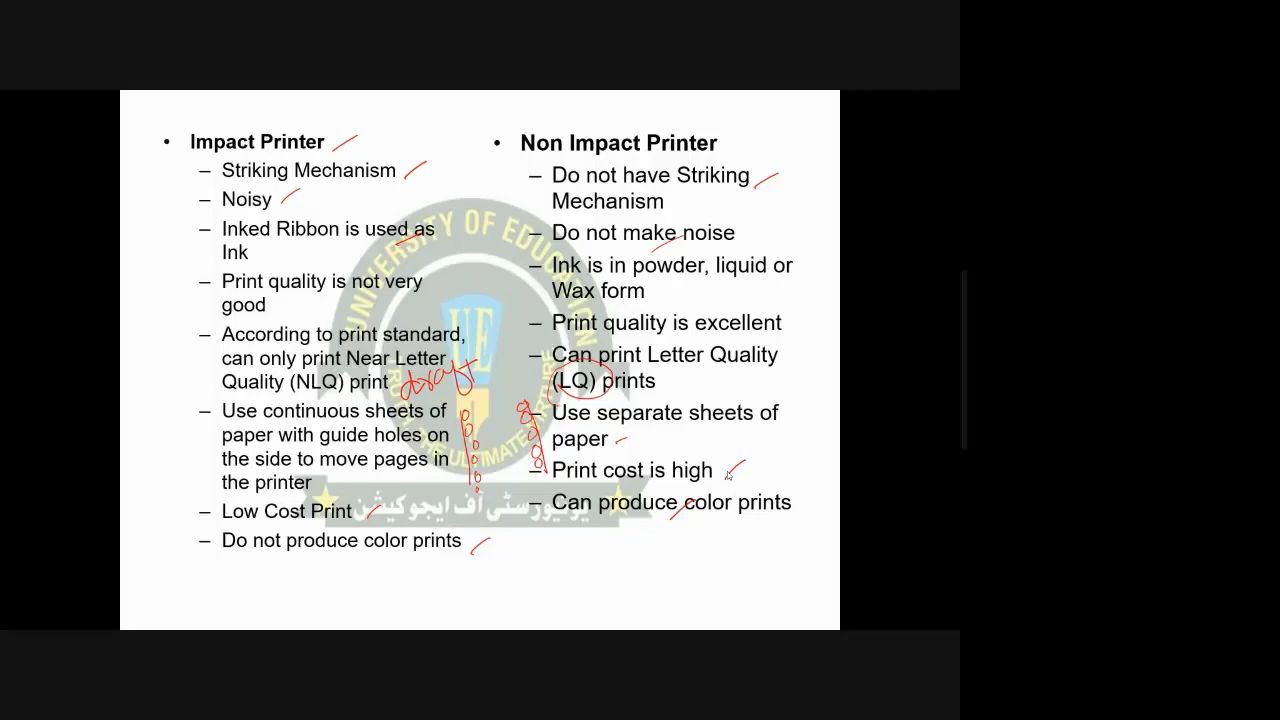 • Impact Printer
– Striking Mechanism
– Noisy
– Inked Ribbon is used as
Ink
– Print quality is not very
good
– According to print standard,
can only print Near Letter
Quality (NLQ) print draft
– Use continuous sheets of
paper with guide holes on
the side to move pages in
the printer
– Low Cost Print
– Do not produce color prints
• Non Impact Printer
– Do not have Striking
Mechanism
– Do not make noise
– Ink is in powder, liquid or
Wax form
– Print quality is excellent
– Can print Letter Quality
(LQ) prints
– Use separate sheets of
paper
– Print cost is high
– Can produce color prints
UNIVERSITY OF EDUCATION
UE
THE ULTIMATE VIRTUE
یونیورسٹی آف ایجوکیشن